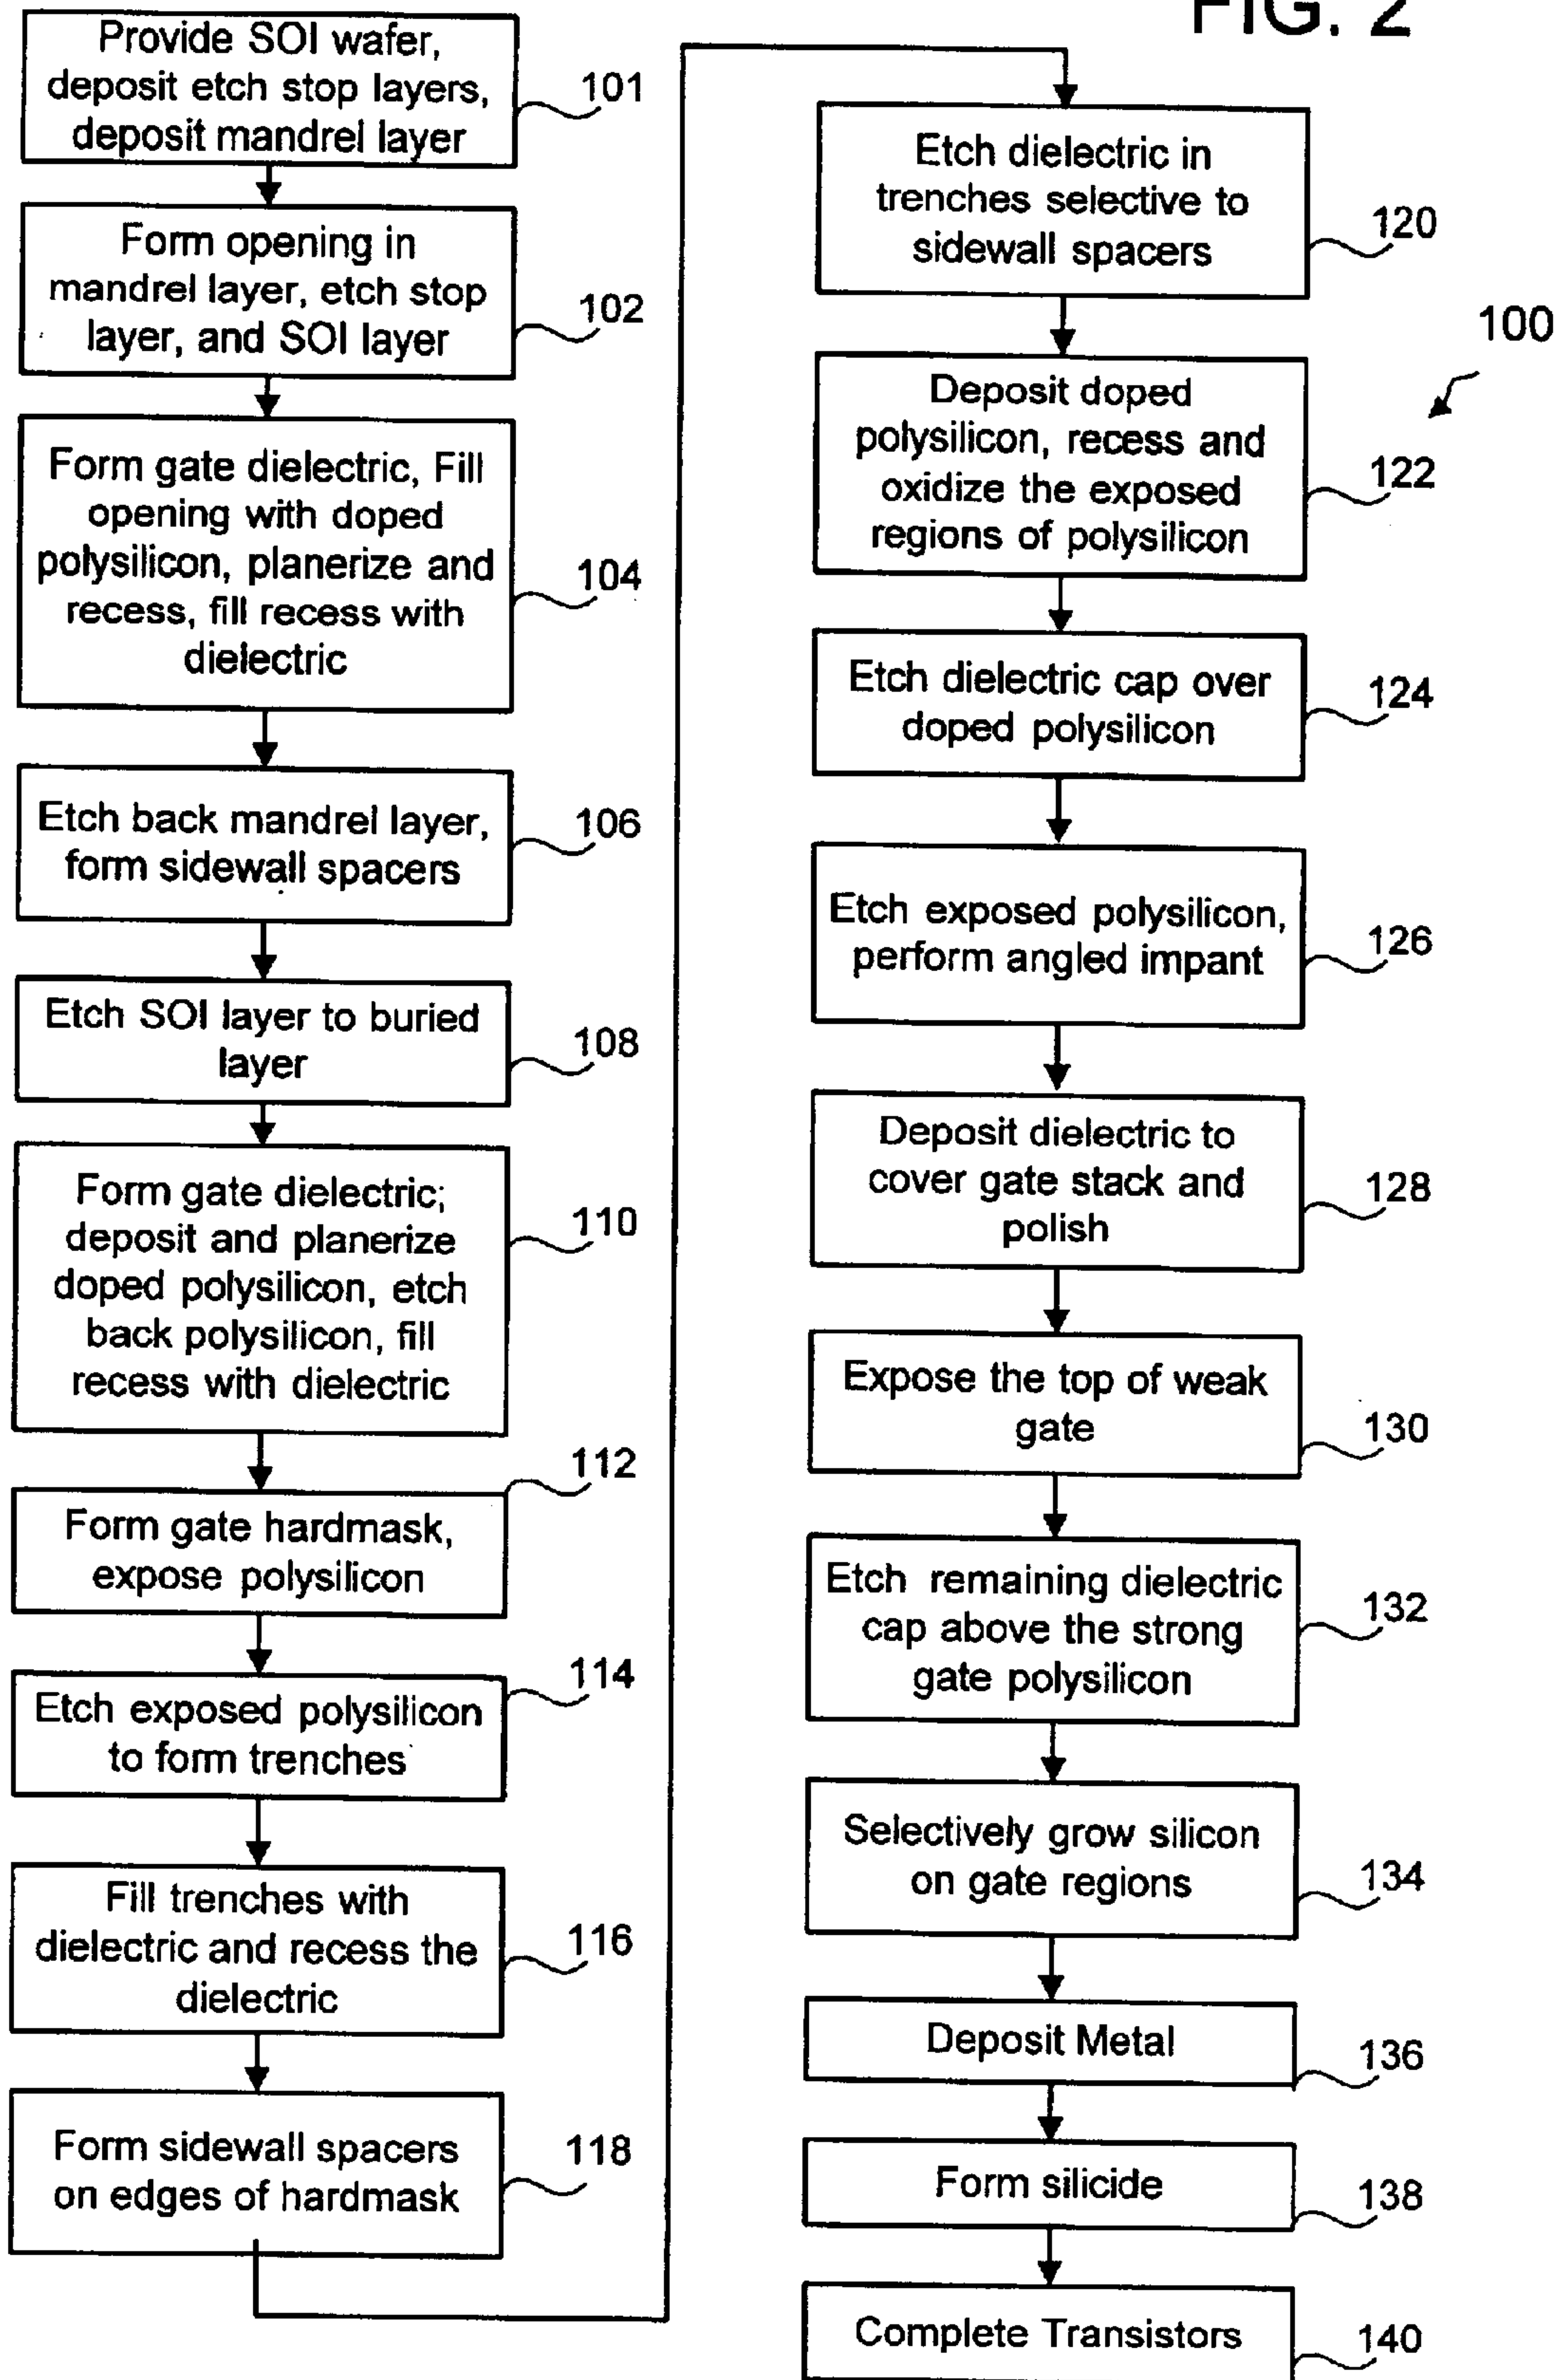 FIG. 2
Provide SOI wafer,
deposit etch stop layers,
deposit mandrel layer
101
Form opening in
mandrel layer, etch stop
layer, and SOI layer
102
Form gate dielectric, Fill
opening with doped
polysilicon, planerize and
recess, fill recess with
dielectric
104
Etch back mandrel layer,
form sidewall spacers
106
Etch SOI layer to buried
layer
108
Form gate dielectric;
deposit and planerize
doped polysilicon, etch
back polysilicon, fill
recess with dielectric
110
Form gate hardmask,
expose polysilicon
112
Etch exposed polysilicon
to form trenches
114
Fill trenches with
dielectric and recess the
dielectric
116
Form sidewall spacers
on edges of hardmask
118
Etch dielectric in
trenches selective to
sidewall spacers
120
100
Deposit doped
polysilicon, recess and
oxidize the exposed
regions of polysilicon
122
Etch dielectric cap over
doped polysilicon
124
Etch exposed polysilicon,
perform angled impant
126
Deposit dielectric to
cover gate stack and
polish
128
Expose the top of weak
gate
130
Etch remaining dielectric
cap above the strong
gate polysilicon
132
Selectively grow silicon
on gate regions
134
Deposit Metal
136
Form silicide
138
Complete Transistors
140